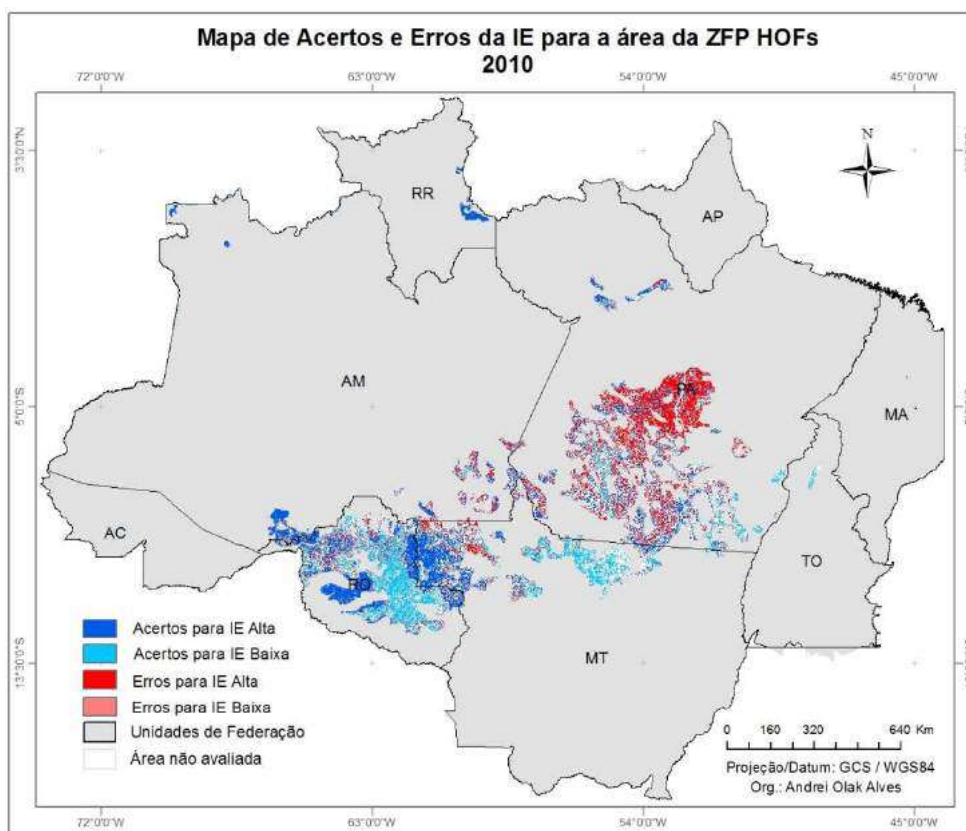 Mapa de Acertos e Erros da IE para a área da ZFP HOFs
2010
72°0'0"W 63°0'0"W 54°0'0"W 45°0'0"W
3°30'0"N
RR
AP
AM
PA
MA
5°0'0"S
AC
RO
TO
MT
13°30'0"S
N
Acertos para IE Alta
Acertos para IE Baixa
Erros para IE Alta
Erros para IE Baixa
Unidades de Federação
Área não avaliada
0 160 320 640 Km
Projeção/Datum: GCS / WGS84
Org.: Andrei Olak Alves
72°0'0"W 63°0'0"W 54°0'0"W 45°0'0"W